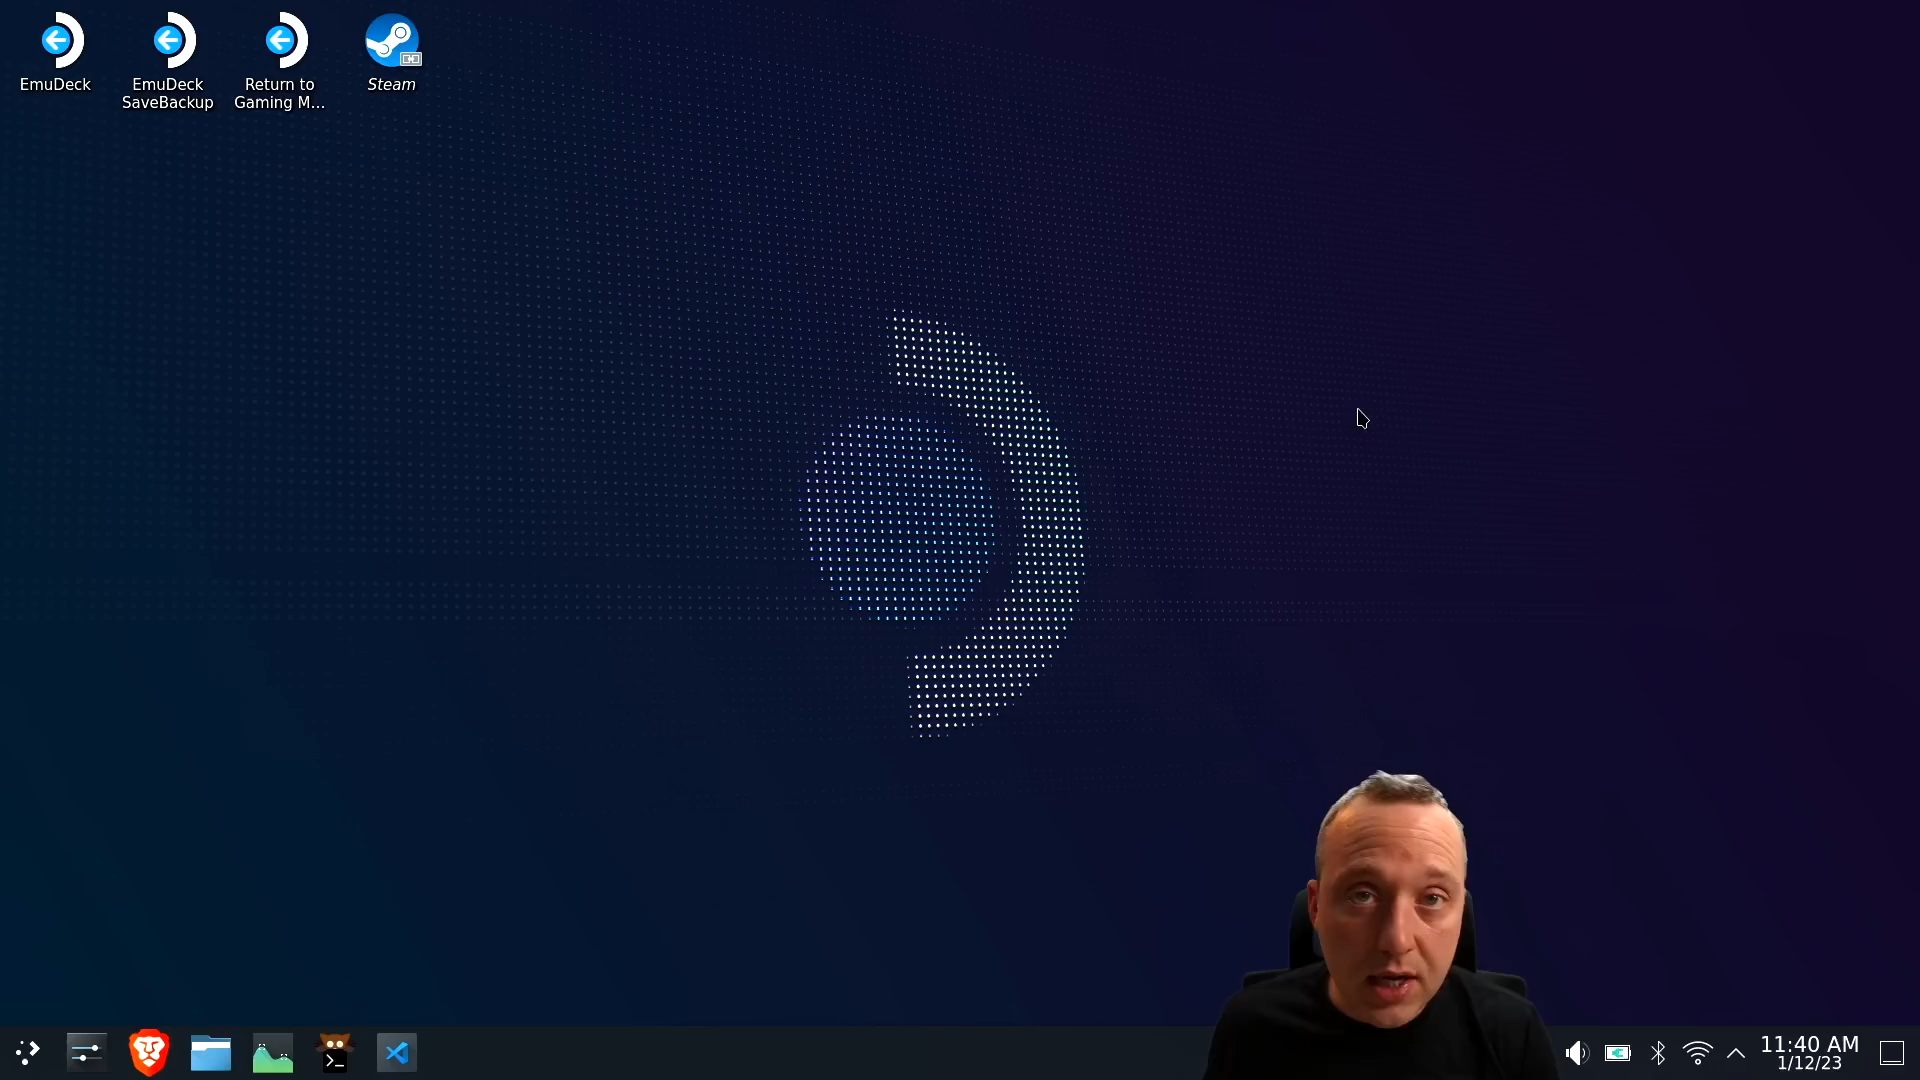 EmuDeck
EmuDeck
SaveBackup
Return to
Gaming M...
Steam
11:40 AM
1/12/23